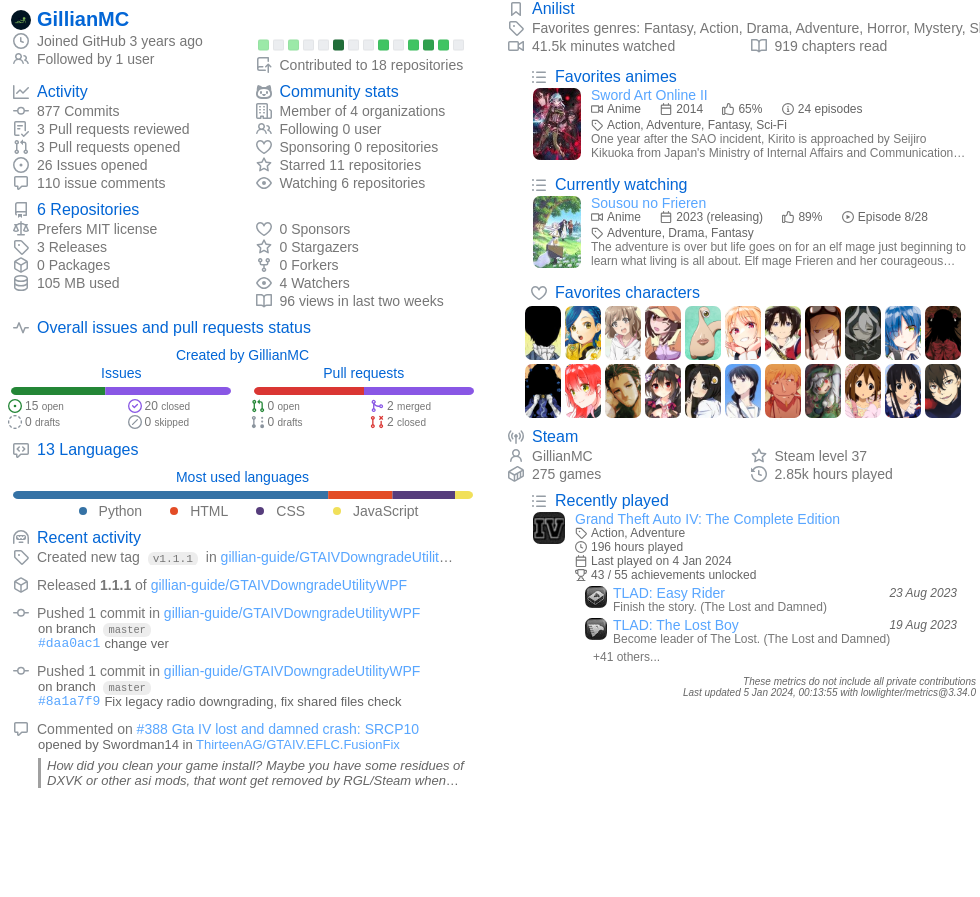 GillianMC
Joined GitHub 3 years ago
Followed by 1 user
Contributed to 18 repositories
Activity
877 Commits
3 Pull requests reviewed
3 Pull requests opened
26 Issues opened
110 issue comments
Community stats
Member of 4 organizations
Following 0 user
Sponsoring 0 repositories
Starred 11 repositories
Watching 6 repositories
6 Repositories
Prefers MIT license
3 Releases
0 Packages
105 MB used
0 Sponsors
0 Stargazers
0 Forkers
4 Watchers
96 views in last two weeks
Overall issues and pull requests status
Created by GillianMC
Issues
15 open
20 closed
0 drafts
0 skipped
Pull requests
0 open
2 merged
0 drafts
2 closed
13 Languages
Most used languages
Python HTML CSS JavaScript
Recent activity
Created new tag v1.1.1 in gillian-guide/GTAIVDowngradeUtilit…
Released 1.1.1 of gillian-guide/GTAIVDowngradeUtilityWPF
Pushed 1 commit in gillian-guide/GTAIVDowngradeUtilityWPF
on branch master
#daa0ac1 change ver
Pushed 1 commit in gillian-guide/GTAIVDowngradeUtilityWPF
on branch master
#8a1a7f9 Fix legacy radio downgrading, fix shared files check
Commented on #388 Gta IV lost and damned crash: SRCP10
opened by Swordman14 in ThirteenAG/GTAIV.EFLC.FusionFix
How did you clean your game install? Maybe you have some residues of
DXVK or other asi mods, that wont get removed by RGL/Steam when…
Anilist
Favorites genres: Fantasy, Action, Drama, Adventure, Horror, Mystery, S
41.5k minutes watched
919 chapters read
Favorites animes
Sword Art Online II
Anime 2014 65% 24 episodes
Action, Adventure, Fantasy, Sci-Fi
One year after the SAO incident, Kirito is approached by Seijiro
Kikuoka from Japan's Ministry of Internal Affairs and Communication…
Currently watching
Sousou no Frieren
Anime 2023 (releasing) 89% Episode 8/28
Adventure, Drama, Fantasy
The adventure is over but life goes on for an elf mage just beginning to
learn what living is all about. Elf mage Frieren and her courageous…
Favorites characters
Steam
GillianMC
Steam level 37
275 games
2.85k hours played
Recently played
IV
Grand Theft Auto IV: The Complete Edition
Action, Adventure
196 hours played
Last played on 4 Jan 2024
43 / 55 achievements unlocked
TLAD: Easy Rider 23 Aug 2023
Finish the story. (The Lost and Damned)
TLAD: The Lost Boy 19 Aug 2023
Become leader of The Lost. (The Lost and Damned)
+41 others...
These metrics do not include all private contributions
Last updated 5 Jan 2024, 00:13:55 with lowlighter/metrics@3.34.0